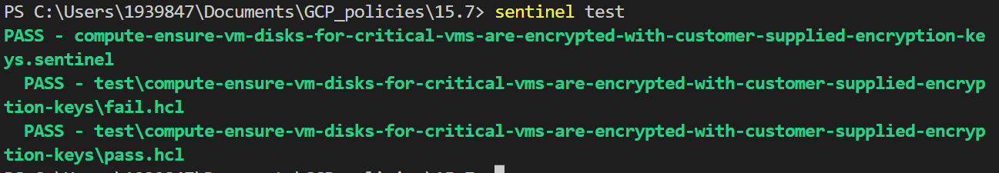 PS C:\Users\1939847\Documents\GCP_policies\15.7> sentinel test
PASS - compute-ensure-vm-disks-for-critical-vms-are-encrypted-with-customer-supplied-encryption-ke
ys.sentinel
  PASS - test\compute-ensure-vm-disks-for-critical-vms-are-encrypted-with-customer-supplied-encryp
tion-keys\fail.hcl
  PASS - test\compute-ensure-vm-disks-for-critical-vms-are-encrypted-with-customer-supplied-encryp
tion-keys\pass.hcl